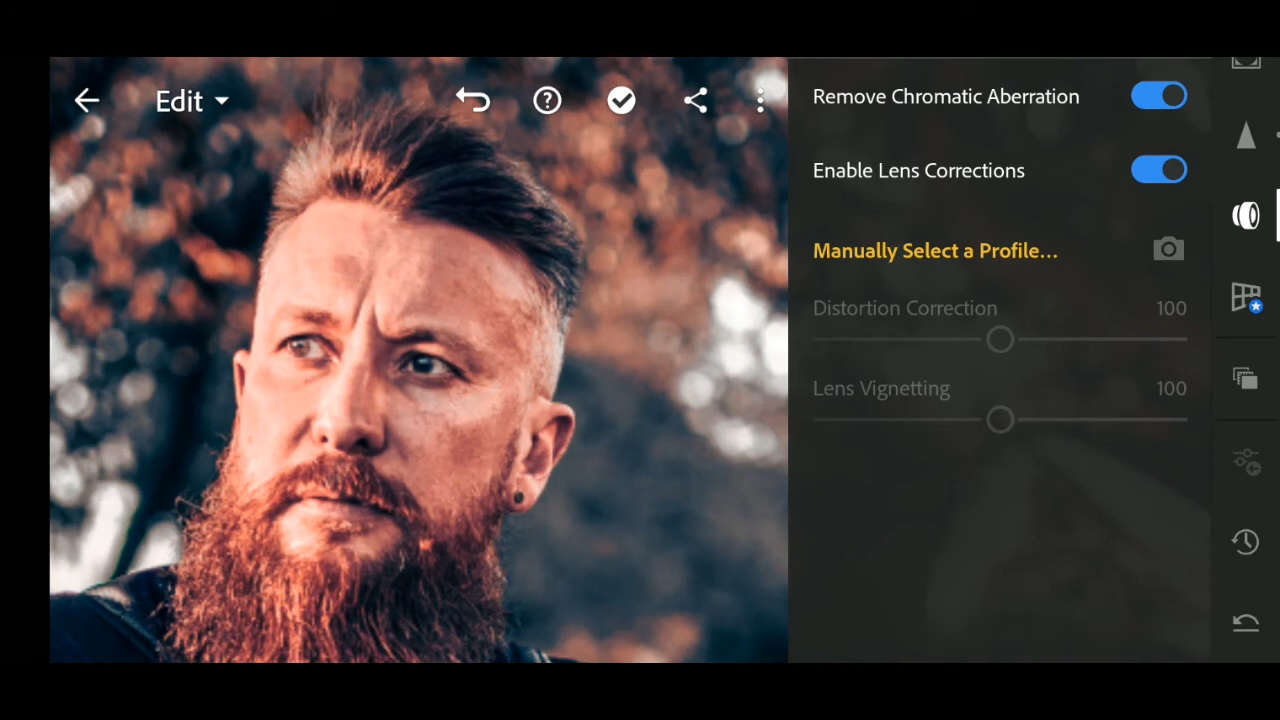 Edit
Remove Chromatic Aberration
Enable Lens Corrections
Manually Select a Profile...
Distortion Correction 100
Lens Vignetting 100